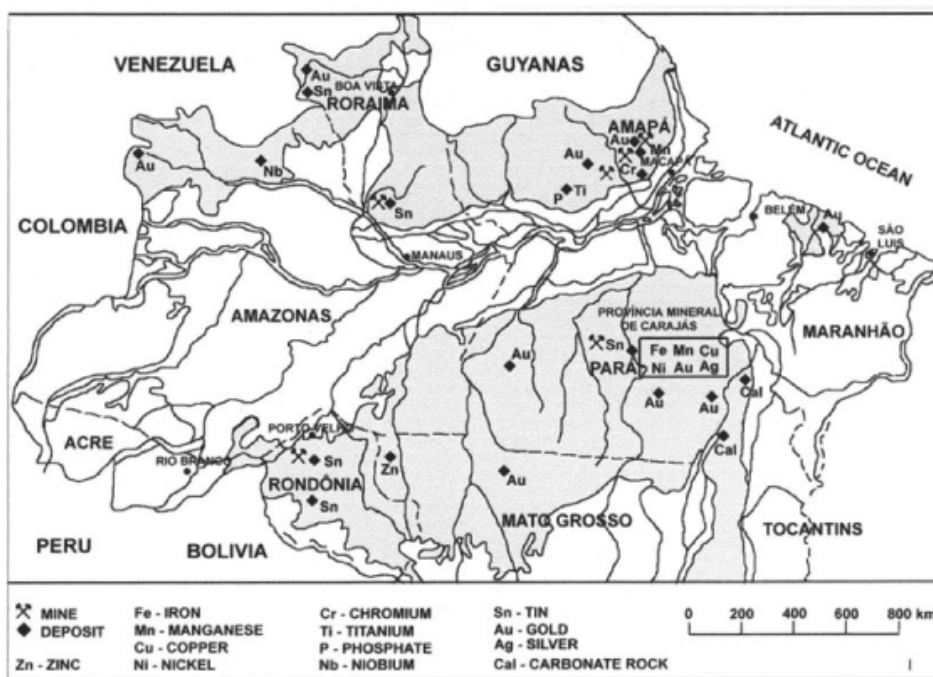 VENEZUELA
GUYANAS
Au
BOA VISTA
Sn
RORAIMA
AMAPÁ
Au
Mn
MACAPÁ
Au
Cr
ATLANTIC OCEAN
Au
Nb
P
Ti
Sn
COLOMBIA
MANAUS
BELÉM
Au
SÃO
LUIS
AMAZONAS
PROVÍNCIA MINERAL
DE CARAJÁS
MARANHÃO
Sn
Fe Mn Cu
PARÁ
Ni Au Ag
Au
Cal
Au
Au
ACRE
PORTO VELHO
Cal
RIO BRANCO
Sn
Zn
RONDÔNIA
Au
Sn
MATO GROSSO
TOCANTINS
PERU
BOLIVIA
MINE
Fe - IRON
Cr - CHROMIUM
Sn - TIN
0 200 400 600 800 km
DEPOSIT
Mn - MANGANESE
Ti - TITANIUM
Au - GOLD
Cu - COPPER
P - PHOSPHATE
Ag - SILVER
Zn - ZINC
Ni - NICKEL
Nb - NIOBIUM
Cal - CARBONATE ROCK